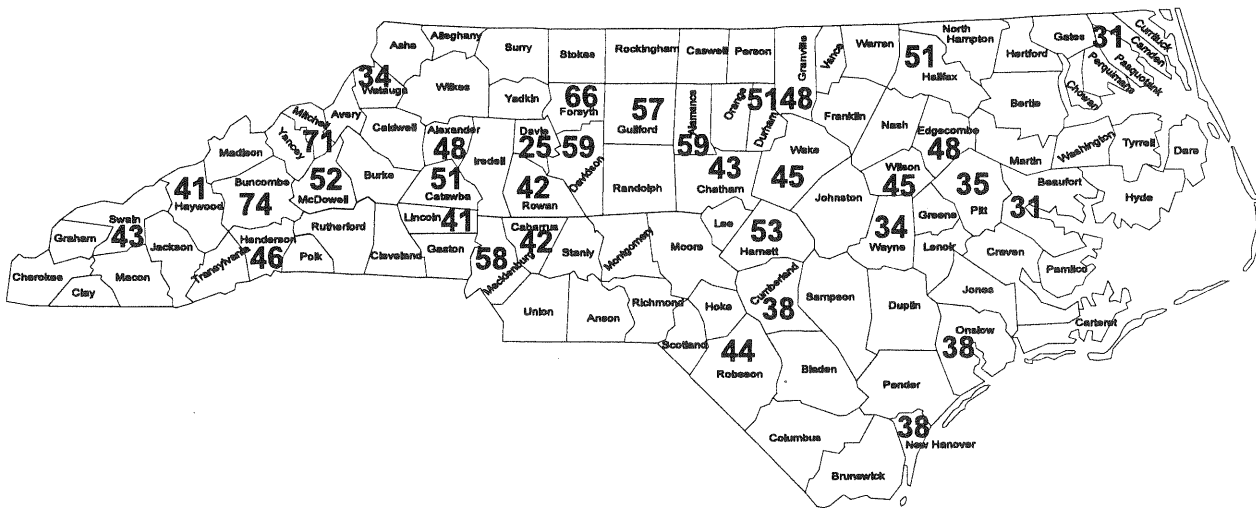 Ashe
Alleghany
Surry
Stokes
Rockingham
Caswell
Person
Granville
Vance
Warren
North
Hampton
Hertford
Gates
31
Currituck
Camden
Pasquotank
Perquimans
Chowan
34
Watauga
Wilkes
Yadkin
66
Forsyth
57
Guilford
Alamance
59
Orange
51
Durham
48
Franklin
51
Halifax
Bertie
Mitchell
71
Yancey
Avery
Caldwell
Alexander
48
Iredell
Davie
25
59
Davidson
Randolph
43
Chatham
Wake
45
Nash
Edgecombe
48
Martin
Washington
Tyrrell
Dare
Madison
41
Haywood
Buncombe
74
52
McDowell
Burke
51
Catawba
42
Rowan
Johnston
Wilson
45
35
Pitt
Beaufort
31
Hyde
Swain
43
Graham
Jackson
Henderson
46
Transylvania
Polk
Rutherford
Cleveland
Lincoln
41
Gaston
58
Mecklenburg
Cabarrus
42
Stanly
Montgomery
Moore
Lee
53
Harnett
34
Wayne
Greene
Lenoir
Craven
Pamlico
Cherokee
Clay
Macon
Union
Anson
Richmond
Hoke
Scotland
Cumberland
38
Sampson
Duplin
Jones
Onslow
38
Carteret
44
Robeson
Bladen
Pender
38
New Hanover
Columbus
Brunswick